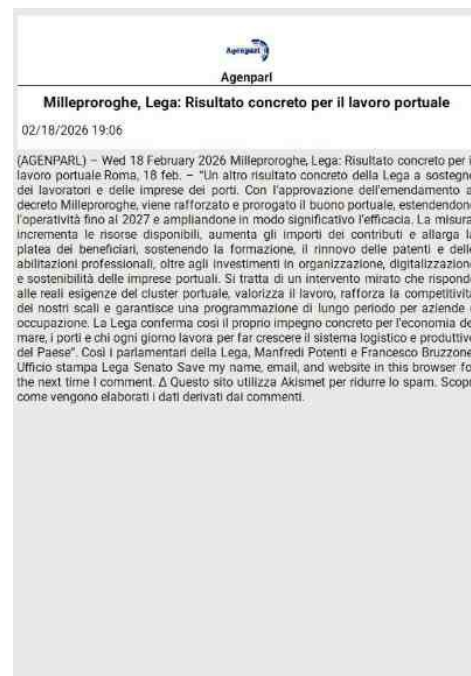 Agenparl
Agenparl
Milleproroghe, Lega: Risultato concreto per il lavoro portuale
02/18/2026 19:06
(AGENPARL) – Wed 18 February 2026 Milleproroghe, Lega: Risultato concreto per i
lavoro portuale Roma, 18 feb. – "Un altro risultato concreto della Lega a sostegno
dei lavoratori e delle imprese dei porti. Con l'approvazione dell'emendamento a
decreto Milleproroghe, viene rafforzato e prorogato il buono portuale, estendendone
l'operatività fino al 2027 e ampliandone in modo significativo l'efficacia. La misura
incrementa le risorse disponibili, aumenta gli importi dei contributi e allarga la
platea dei beneficiari, sostenendo la formazione, il rinnovo delle patenti e delle
abilitazioni professionali, oltre agli investimenti in organizzazione, digitalizzazione
e sostenibilità delle imprese portuali. Si tratta di un intervento mirato che risponde
alle reali esigenze del cluster portuale, valorizza il lavoro, rafforza la competitività
dei nostri scali e garantisce una programmazione di lungo periodo per aziende
occupazione. La Lega conferma così il proprio impegno concreto per l'economia del
mare, i porti e chi ogni giorno lavora per far crescere il sistema logistico e produttivo
del Paese". Così i parlamentari della Lega, Manfredi Potenti e Francesco Bruzzone.
Ufficio stampa Lega Senato Save my name, email, and website in this browser fo
the next time I comment. Δ Questo sito utilizza Akismet per ridurre lo spam. Scopri
come vengono elaborati i dati derivati dai commenti.